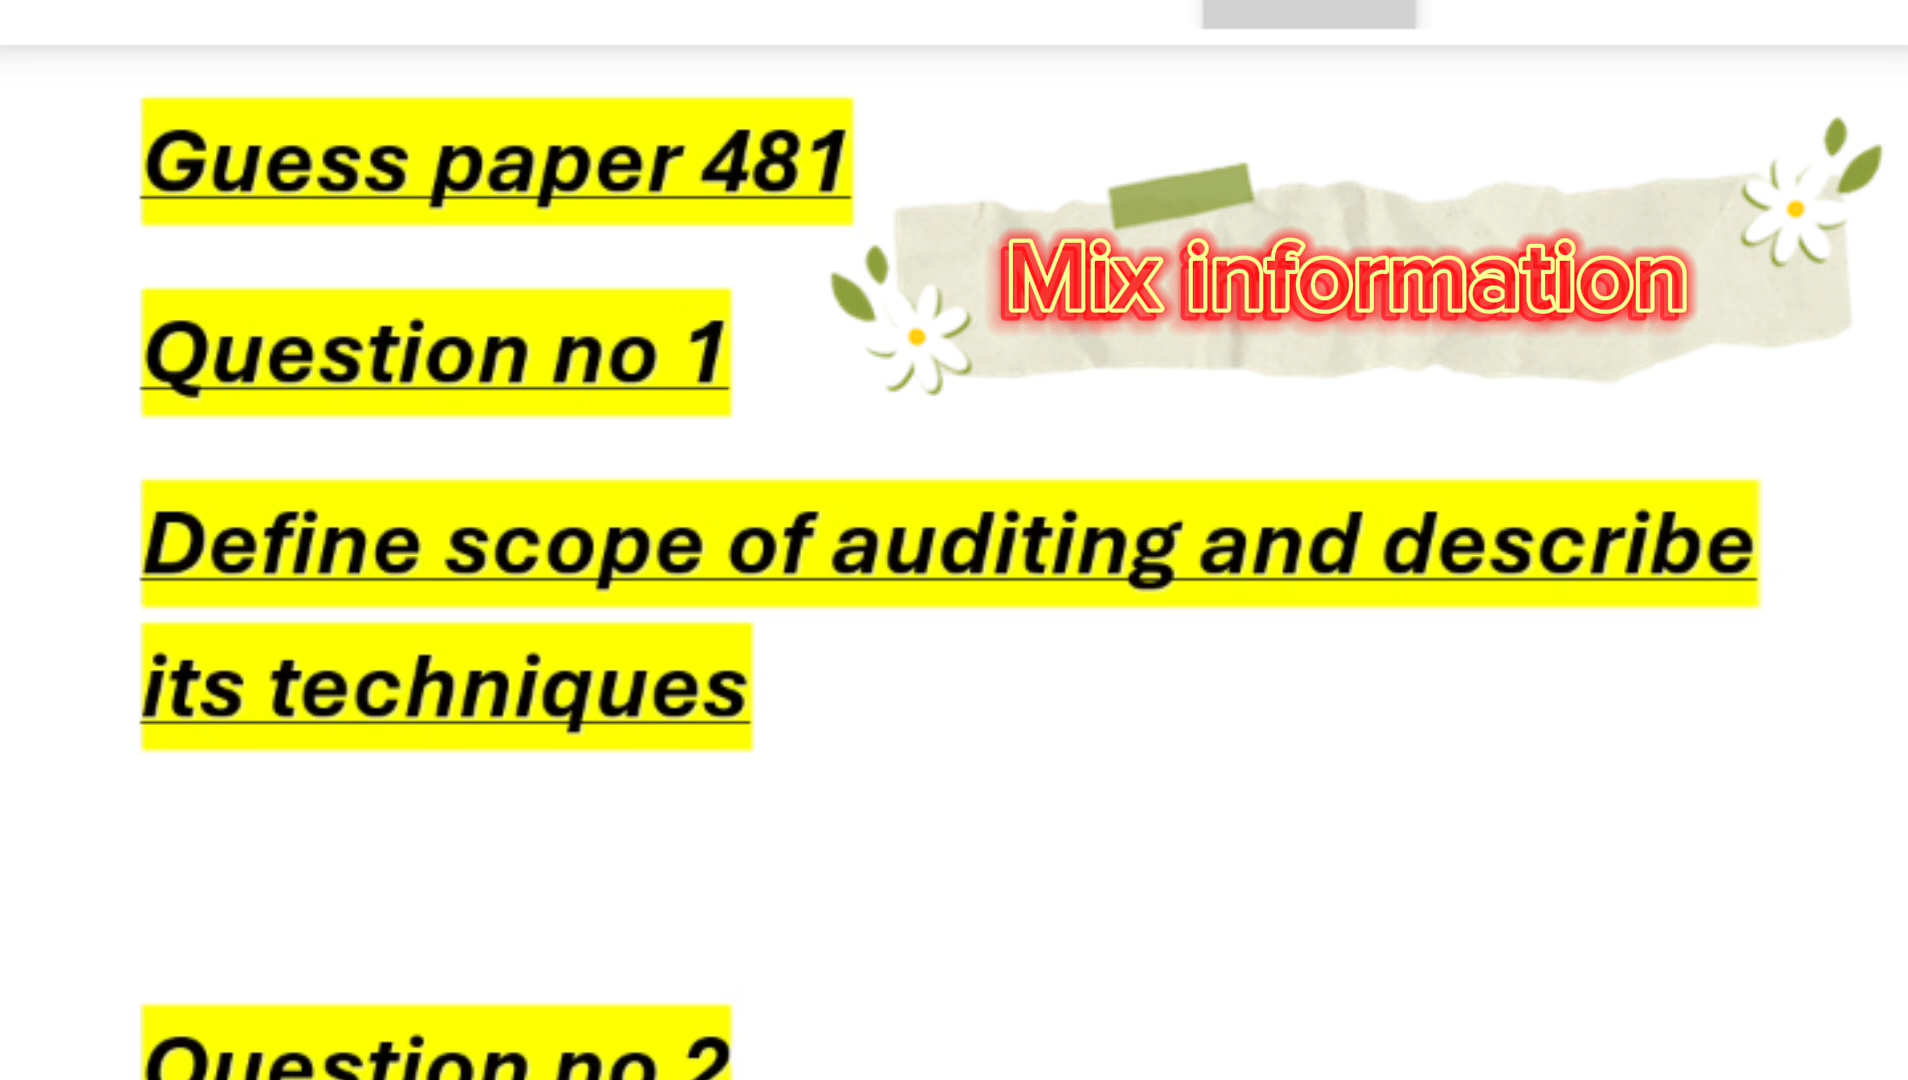 Guess paper 481
Mix information
Question no 1
Define scope of auditing and describe
its techniques
Question no 2